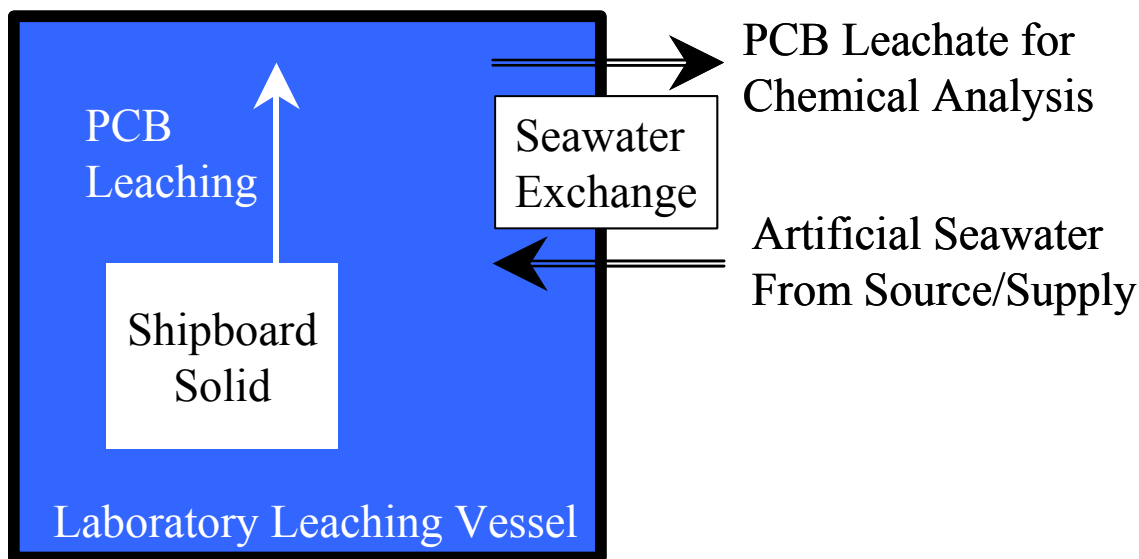 PCB Leachate for
Chemical Analysis
PCB
Leaching
Seawater
Exchange
Artificial Seawater
From Source/Supply
Shipboard
Solid
Laboratory Leaching Vessel